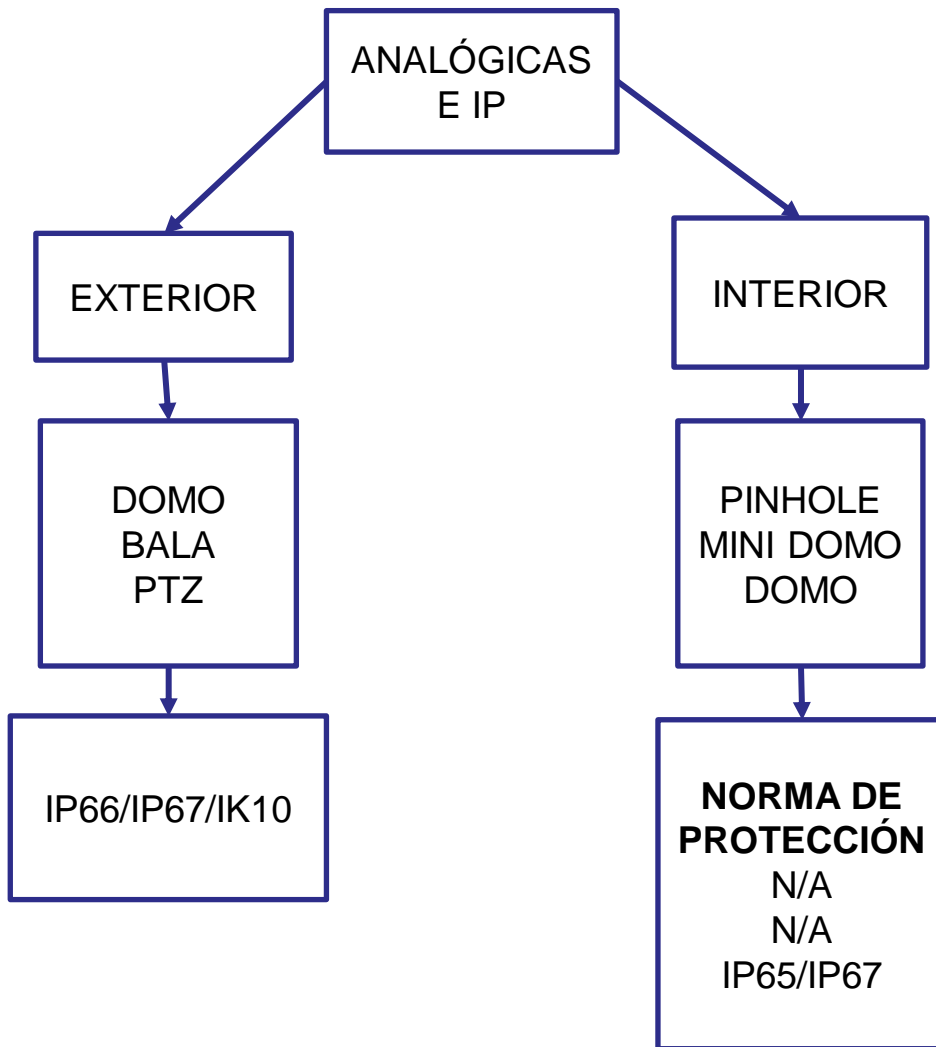 ANALÓGICAS
E IP
EXTERIOR
INTERIOR
DOMO
BALA
PTZ
PINHOLE
MINI DOMO
DOMO
IP66/IP67/IK10
NORMA DE
PROTECCIÓN
N/A
N/A
IP65/IP67